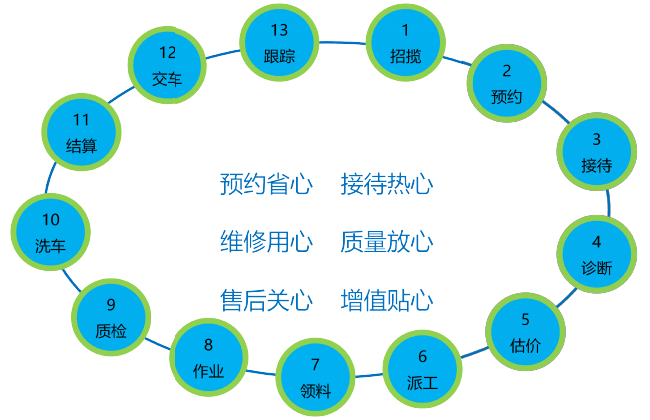 1
招揽
2
预约
3
接待
4
诊断
5
估价
6
派工
7
领料
8
作业
9
质检
10
洗车
11
结算
12
交车
13
跟踪
预约省心 接待热心
维修用心 质量放心
售后关心 增值贴心